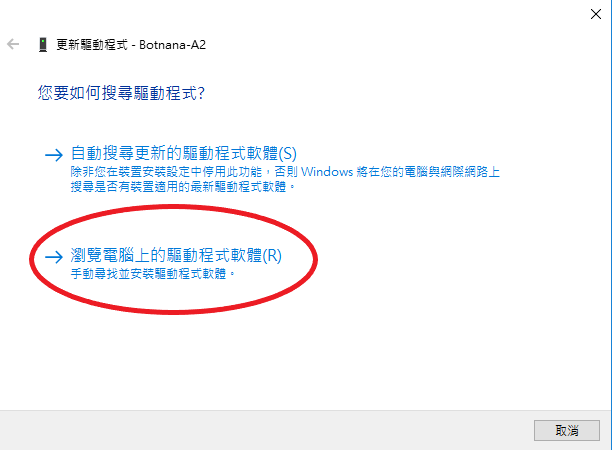 更新驅動程式 - Botnana-A2
您要如何搜尋驅動程式?
自動搜尋更新的驅動程式軟體(S)
除非您在裝置安裝設定中停用此功能，否則 Windows 將在您的電腦與網際網路上
搜尋是否有裝置適用的最新驅動程式軟體。
瀏覽電腦上的驅動程式軟體(R)
手動尋找並安裝驅動程式軟體。
取消